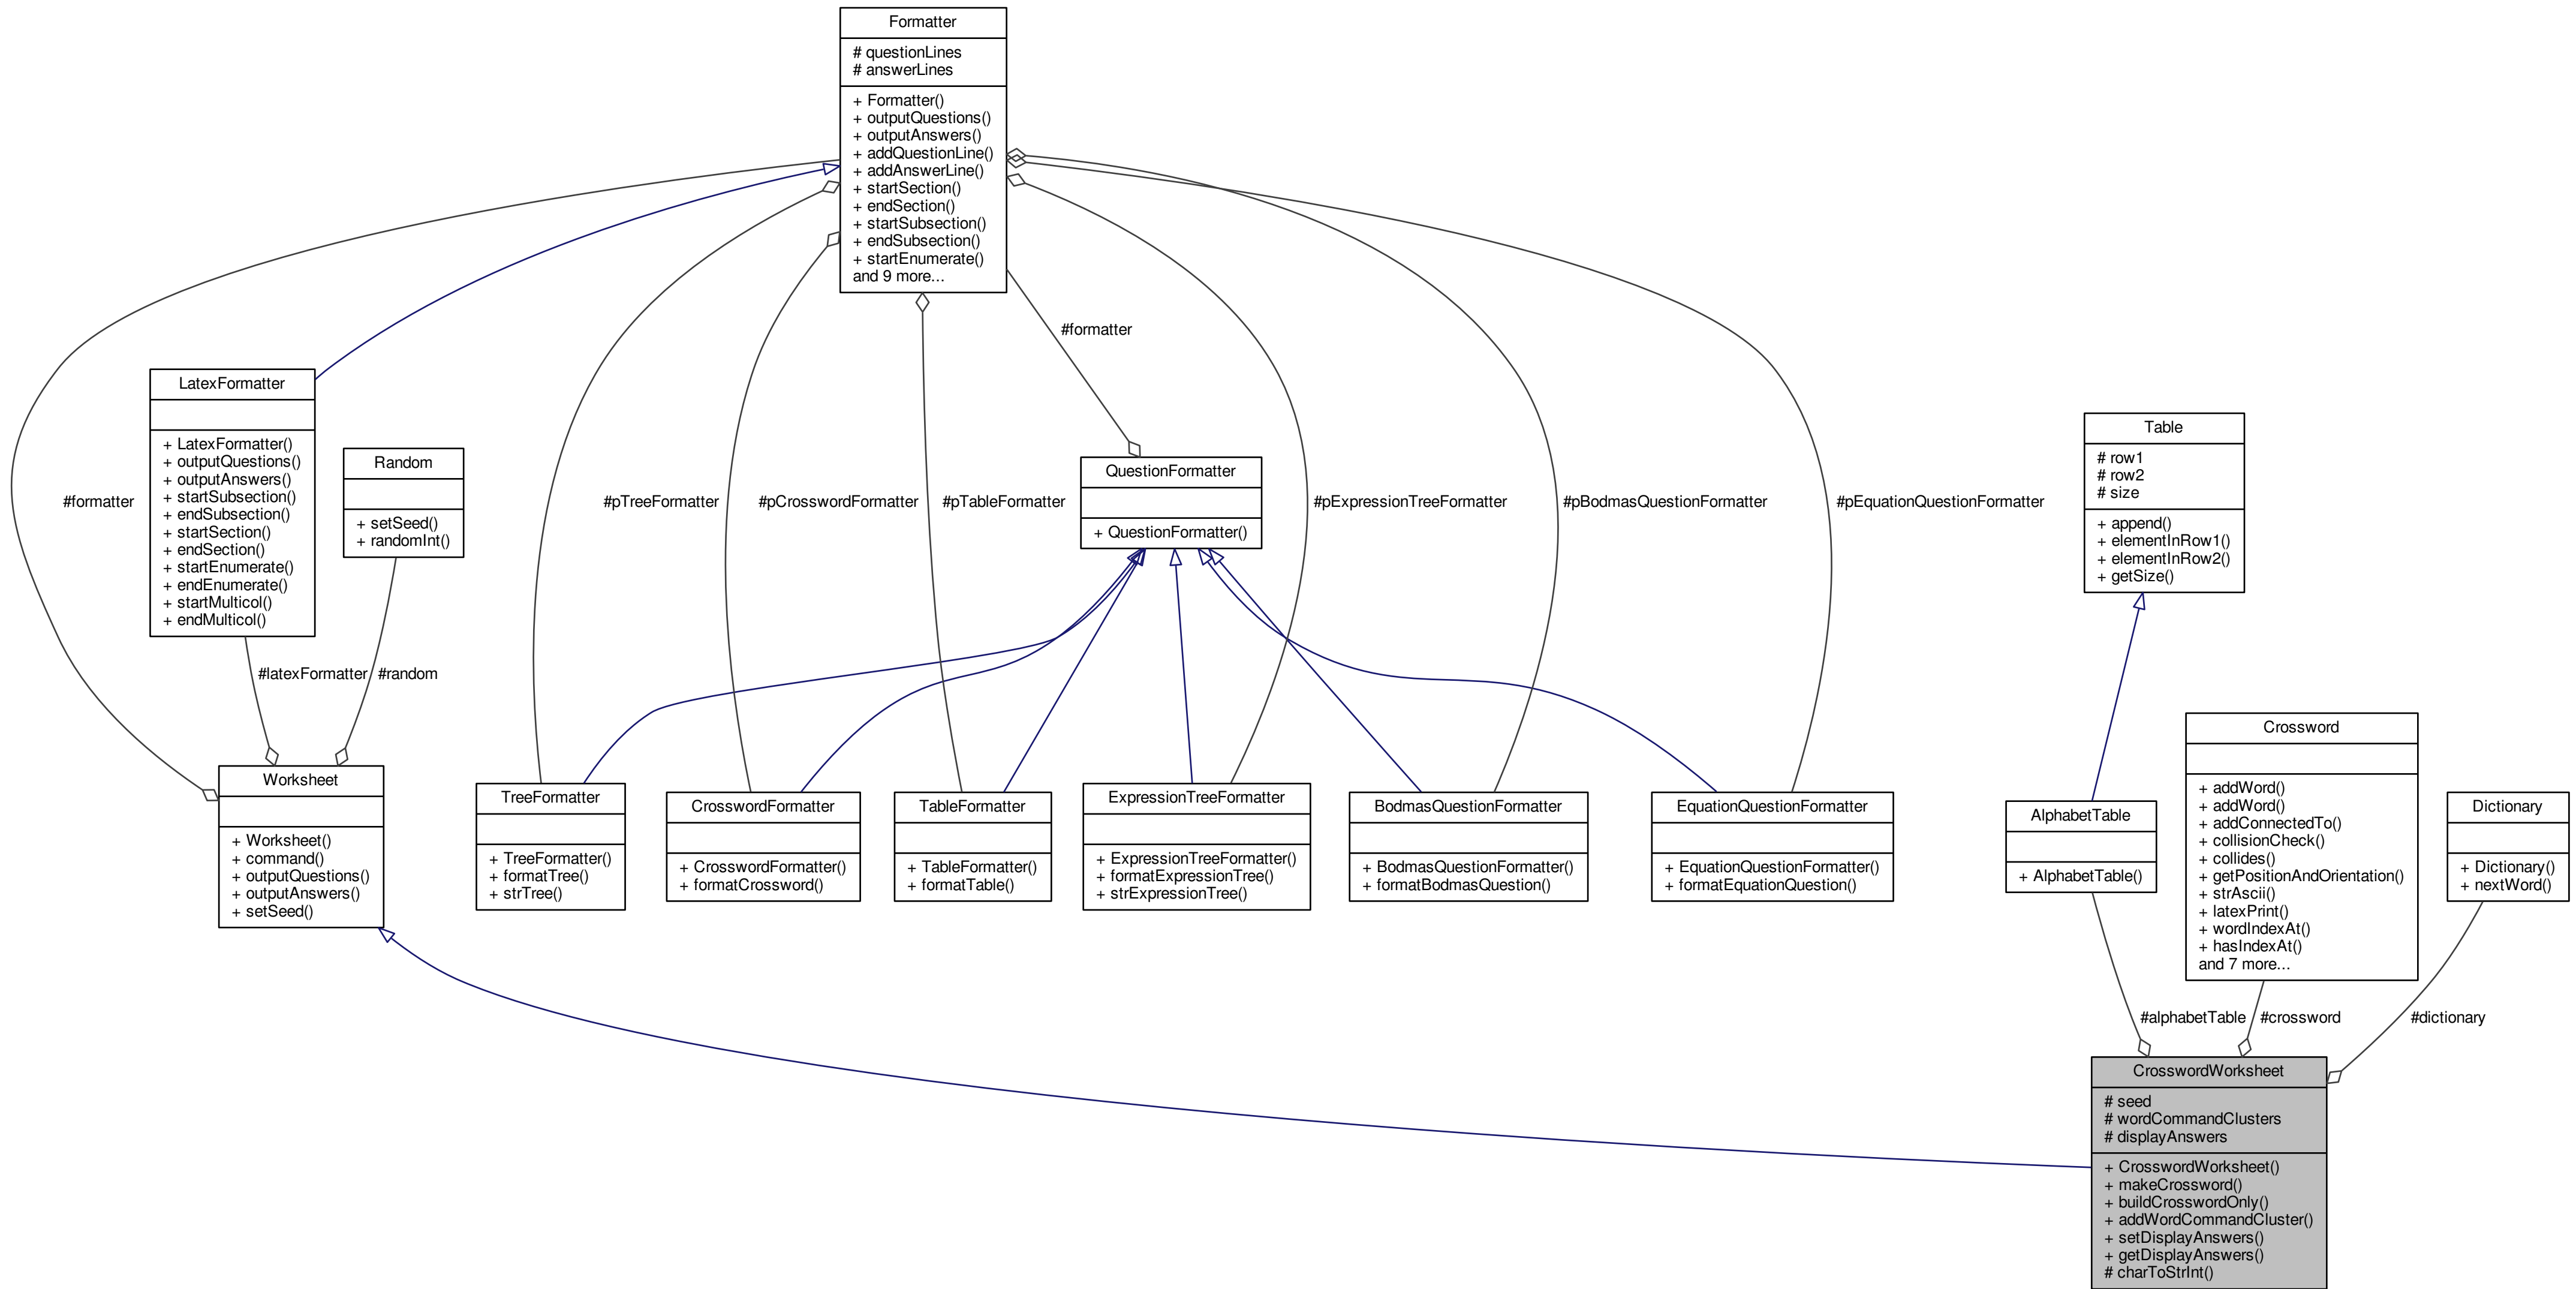 Formatter
# questionLines
# answerLines
+ Formatter()
+ outputQuestions()
+ outputAnswers()
+ addQuestionLine()
+ addAnswerLine()
+ startSection()
+ endSection()
+ startSubsection()
+ endSubsection()
+ startEnumerate()
and 9 more...
#formatter
LatexFormatter
+ LatexFormatter()
+ outputQuestions()
+ outputAnswers()
+ startSubsection()
+ endSubsection()
+ startSection()
+ endSection()
+ startEnumerate()
+ endEnumerate()
+ startMulticol()
+ endMulticol()
Random
+ setSeed()
+ randomInt()
QuestionFormatter
+ QuestionFormatter()
Table
# row1
# row2
# size
+ append()
+ elementInRow1()
+ elementInRow2()
+ getSize()
#formatter
#pTreeFormatter
#pCrosswordFormatter
#pTableFormatter
#pExpressionTreeFormatter
#pBodmasQuestionFormatter
#pEquationQuestionFormatter
#latexFormatter
#random
Worksheet
+ Worksheet()
+ command()
+ outputQuestions()
+ outputAnswers()
+ setSeed()
TreeFormatter
+ TreeFormatter()
+ formatTree()
+ strTree()
CrosswordFormatter
+ CrosswordFormatter()
+ formatCrossword()
TableFormatter
+ TableFormatter()
+ formatTable()
ExpressionTreeFormatter
+ ExpressionTreeFormatter()
+ formatExpressionTree()
+ strExpressionTree()
BodmasQuestionFormatter
+ BodmasQuestionFormatter()
+ formatBodmasQuestion()
EquationQuestionFormatter
+ EquationQuestionFormatter()
+ formatEquationQuestion()
AlphabetTable
+ AlphabetTable()
Crossword
+ addWord()
+ addWord()
+ addConnectedTo()
+ collisionCheck()
+ collides()
+ getPositionAndOrientation()
+ strAscii()
+ latexPrint()
+ wordIndexAt()
+ hasIndexAt()
and 7 more...
Dictionary
+ Dictionary()
+ nextWord()
#alphabetTable
#crossword
#dictionary
CrosswordWorksheet
# seed
# wordCommandClusters
# displayAnswers
+ CrosswordWorksheet()
+ makeCrossword()
+ buildCrosswordOnly()
+ addWordCommandCluster()
+ setDisplayAnswers()
+ getDisplayAnswers()
# charToStrInt()